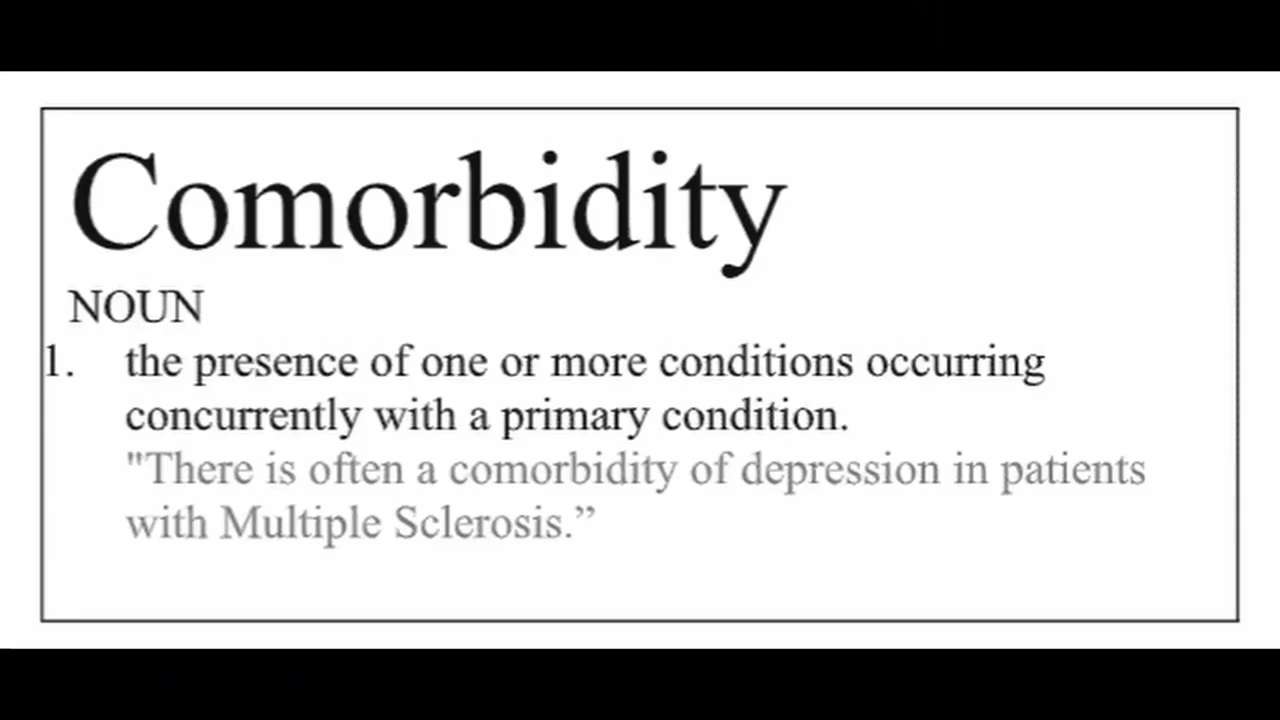 Comorbidity
NOUN
1. the presence of one or more conditions occurring
concurrently with a primary condition.
"There is often a comorbidity of depression in patients
with Multiple Sclerosis.”